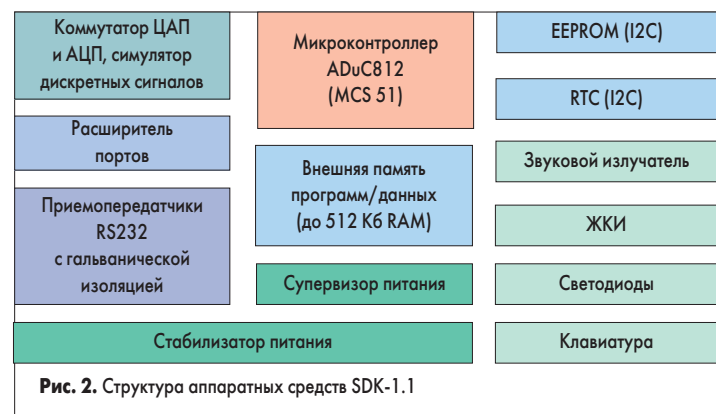 Коммутатор ЦАП
и АЦП, симулятор
дискретных сигналов
Расширитель
портов
Приемопередатчики
RS232
с гальванической
изоляцией
Микроконтроллер
ADuC812
(MCS 51)
Внешняя память
программ/данных
(до 512 Кб RAM)
Супервизор питания
Стабилизатор питания
EEPROM (I2C)
RTC (I2C)
Звуковой излучатель
ЖКИ
Светодиоды
Клавиатура
Рис. 2. Структура аппаратных средств SDK-1.1